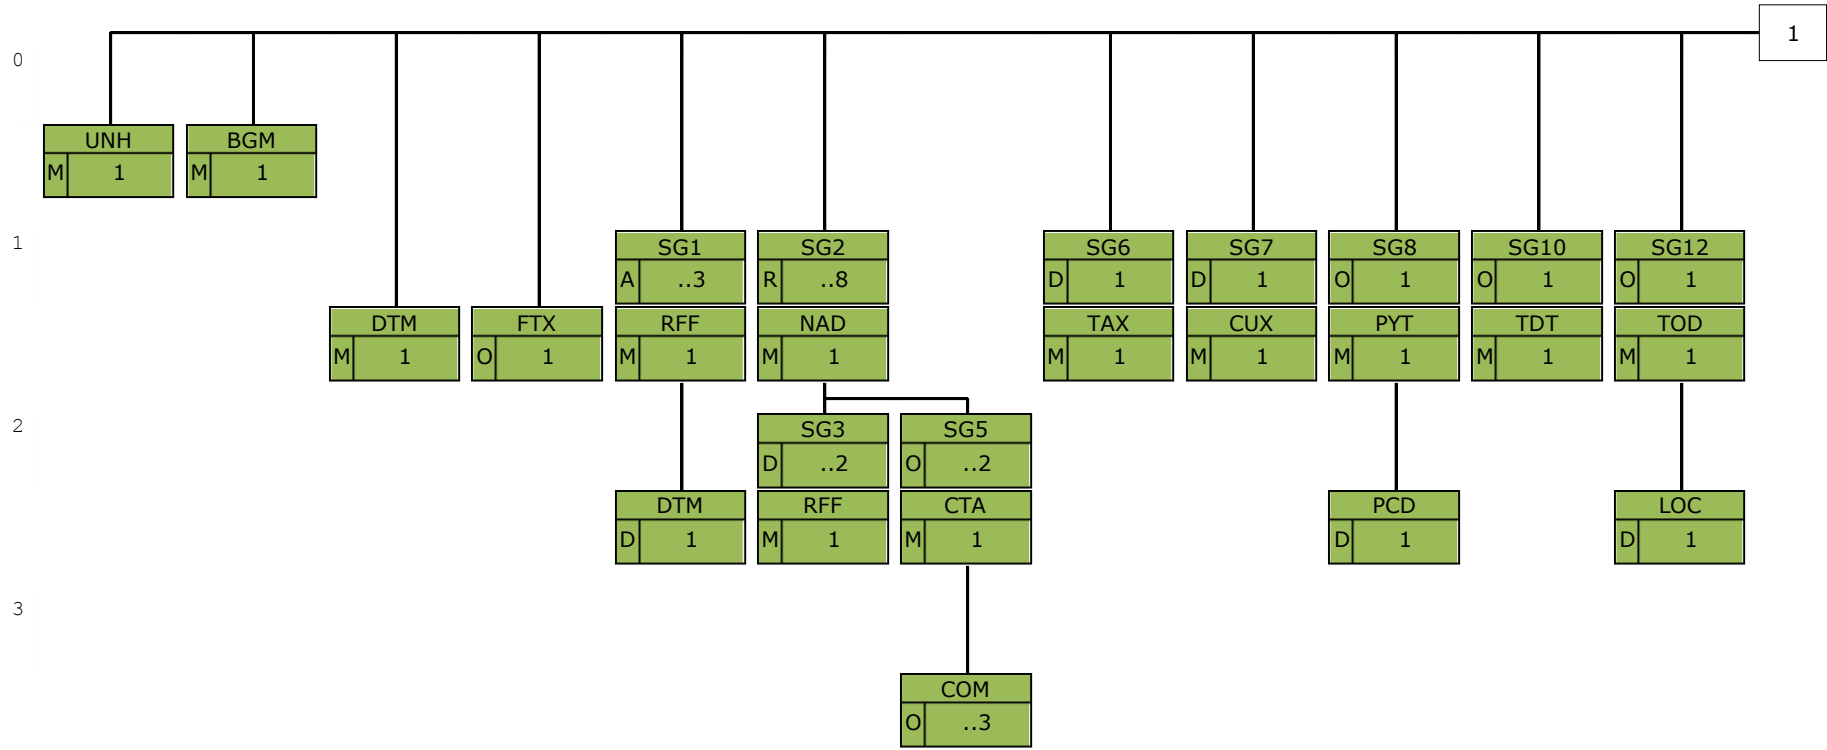 1
0
UNH BGM
M 1 M 1
1 SG1 SG2 SG6 SG7 SG8 SG10 SG12
A ..3 R ..8 D 1 D 1 O 1 O 1 O 1
DTM FTX RFF NAD TAX CUX PYT TDT TOD
M 1 O 1 M 1 M 1 M 1 M 1 M 1 M 1 M 1
2 SG3 SG5
D ..2 O ..2
DTM RFF CTA PCD LOC
D 1 M 1 M 1 D 1 D 1
3
COM
O ..3